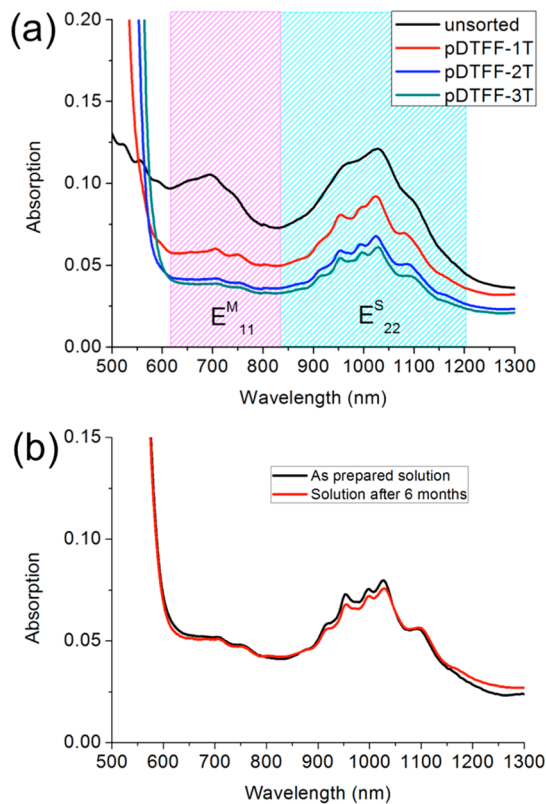 (a)
unsorted
pDTFF-1T
pDTFF-2T
pDTFF-3T
0.20
0.15
0.10
0.05
0.00
Absorption
E^M_11
E^S_22
500 600 700 800 900 1000 1100 1200 1300
Wavelength (nm)
(b)
As prepared solution
Solution after 6 months
0.15
0.10
0.05
0.00
Absorption
500 600 700 800 900 1000 1100 1200 1300
Wavelength (nm)